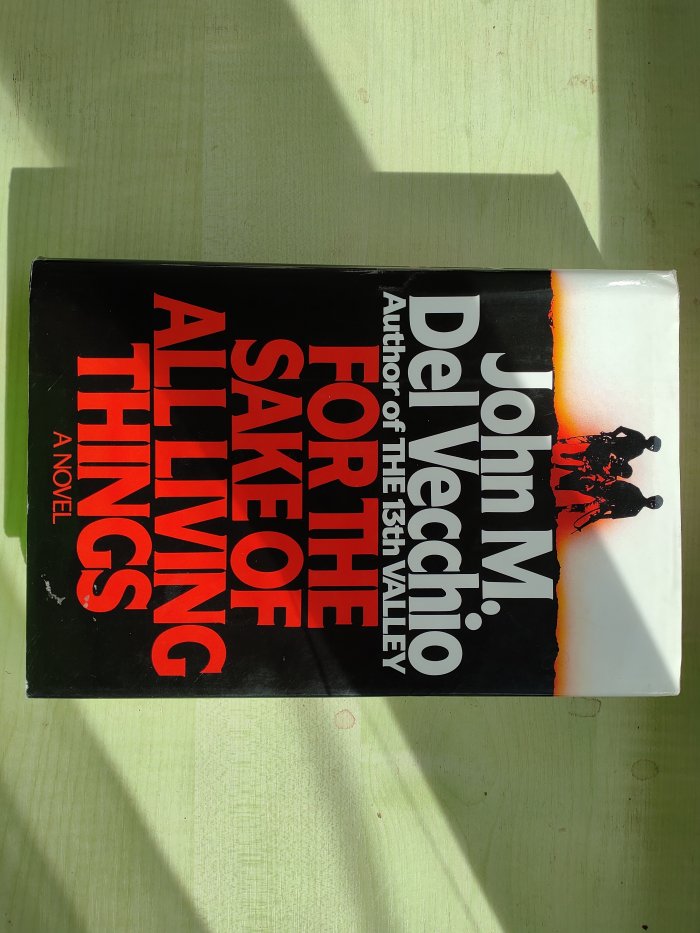 John M.
Del Vecchio
Author of THE 13th VALLEY
FOR THE
SAKE OF
ALL LIVING
THINGS
A NOVEL